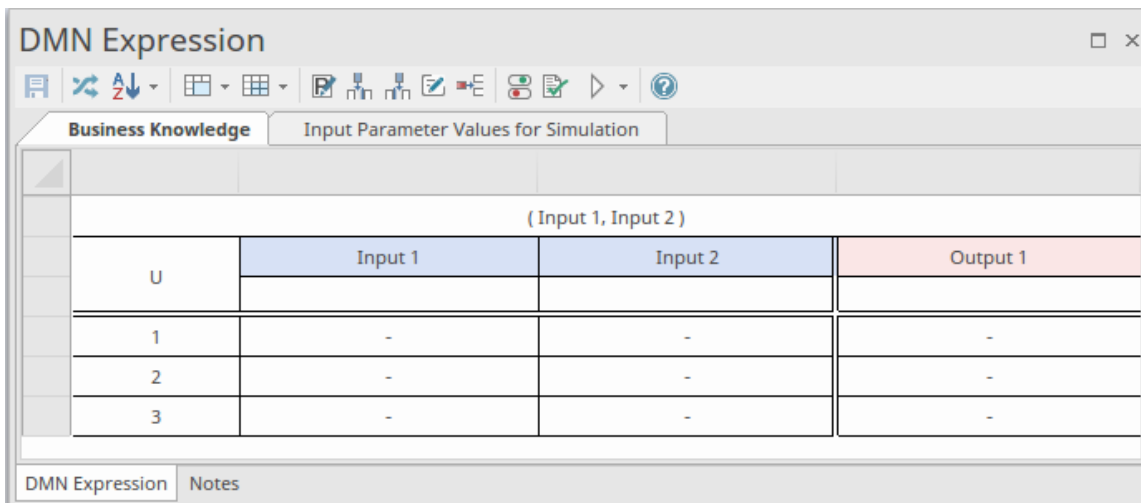 DMN Expression
Business Knowledge Input Parameter Values for Simulation
( Input 1, Input 2 )
U Input 1 Input 2 Output 1
1 - - -
2 - - -
3 - - -
DMN Expression Notes